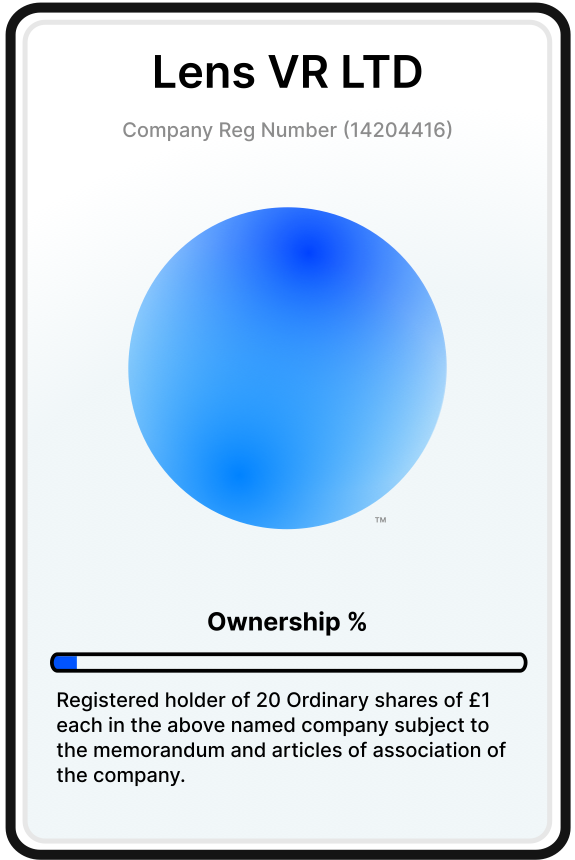 Lens VR LTD
Company Reg Number (14204416)
™
Ownership %
Registered holder of 20 Ordinary shares of £1
each in the above named company subject to
the memorandum and articles of association of
the company.